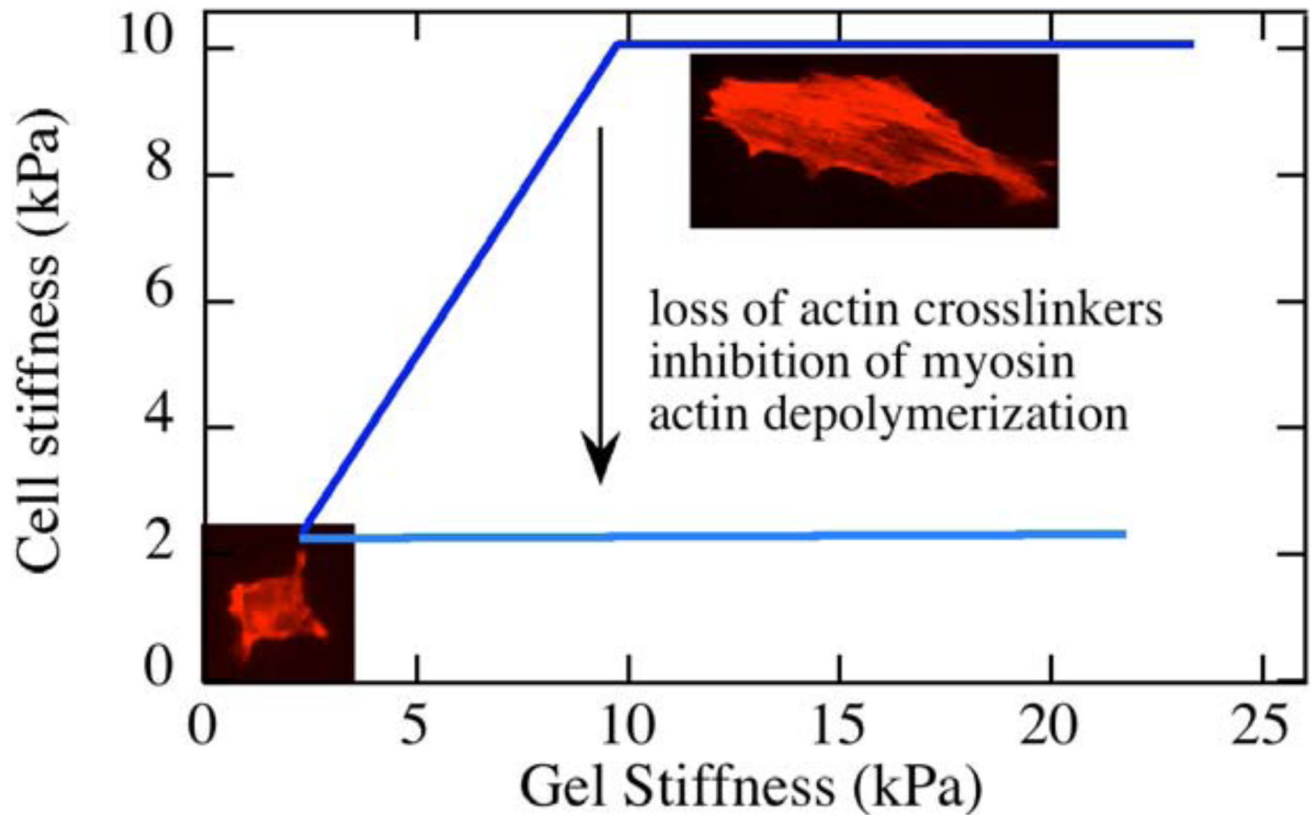 10
8
6
4
2
0
Cell stiffness (kPa)
loss of actin crosslinkers
inhibition of myosin
actin depolymerization
0 5 10 15 20 25
Gel Stiffness (kPa)